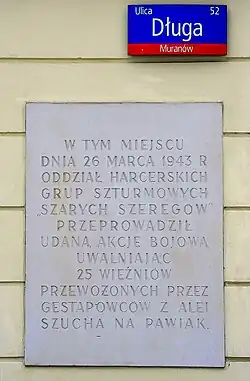 Ulica 52
Długa
Muranów
W TYM MIEJSCU
DNIA 26 MARCA 1943 R
ODDZIAŁ HARCERSKICH
GRUP SZTURMOWYCH
„SZARYCH SZEREGÓW”
PRZEPROWADZIŁ
UDANĄ AKCJĘ BOJOWĄ
UWALNIAJĄC
25 WIĘŹNIÓW
PRZEWOŻONYCH PRZEZ
GESTAPOWCÓW Z ALEI
SZUCHA NA PAWIAK.